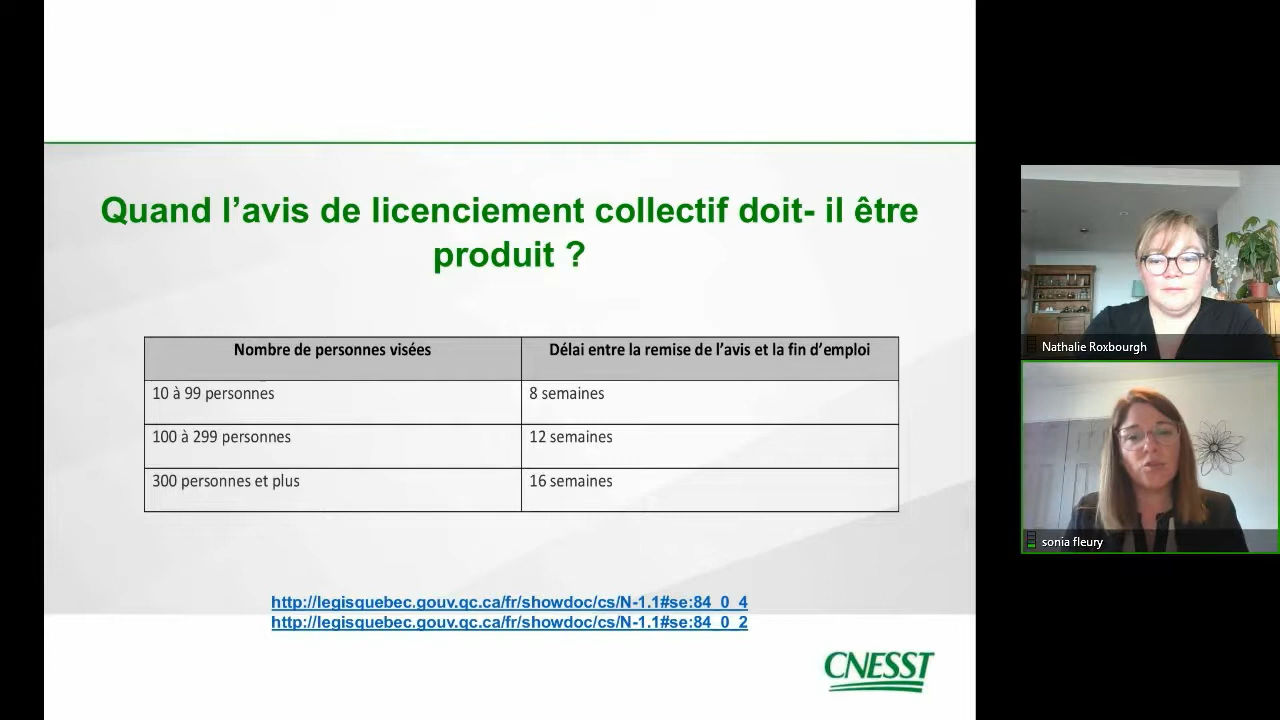 Quand l’avis de licenciement collectif doit- il être
produit ?
Nombre de personnes visées
Délai entre la remise de l’avis et la fin d’emploi
10 à 99 personnes
8 semaines
100 à 299 personnes
12 semaines
300 personnes et plus
16 semaines
http://legisquebec.gouv.qc.ca/fr/showdoc/cs/N-1.1#se:84_0_4
http://legisquebec.gouv.qc.ca/fr/showdoc/cs/N-1.1#se:84_0_2
CNESST
Nathalie Roxbourgh
sonia fleury